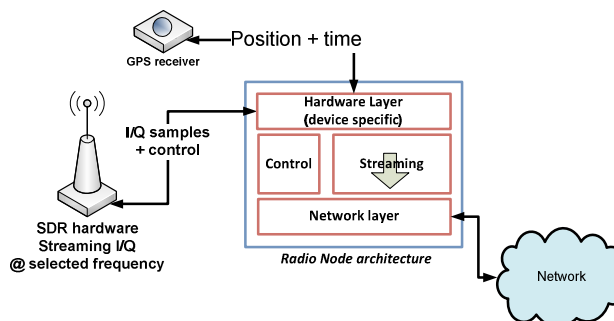 Position + time
GPS receiver
Hardware Layer
(device specific)
I/Q samples
+ control
Control
Streaming
SDR hardware
Streaming I/Q
@ selected frequency
Network layer
Radio Node architecture
Network